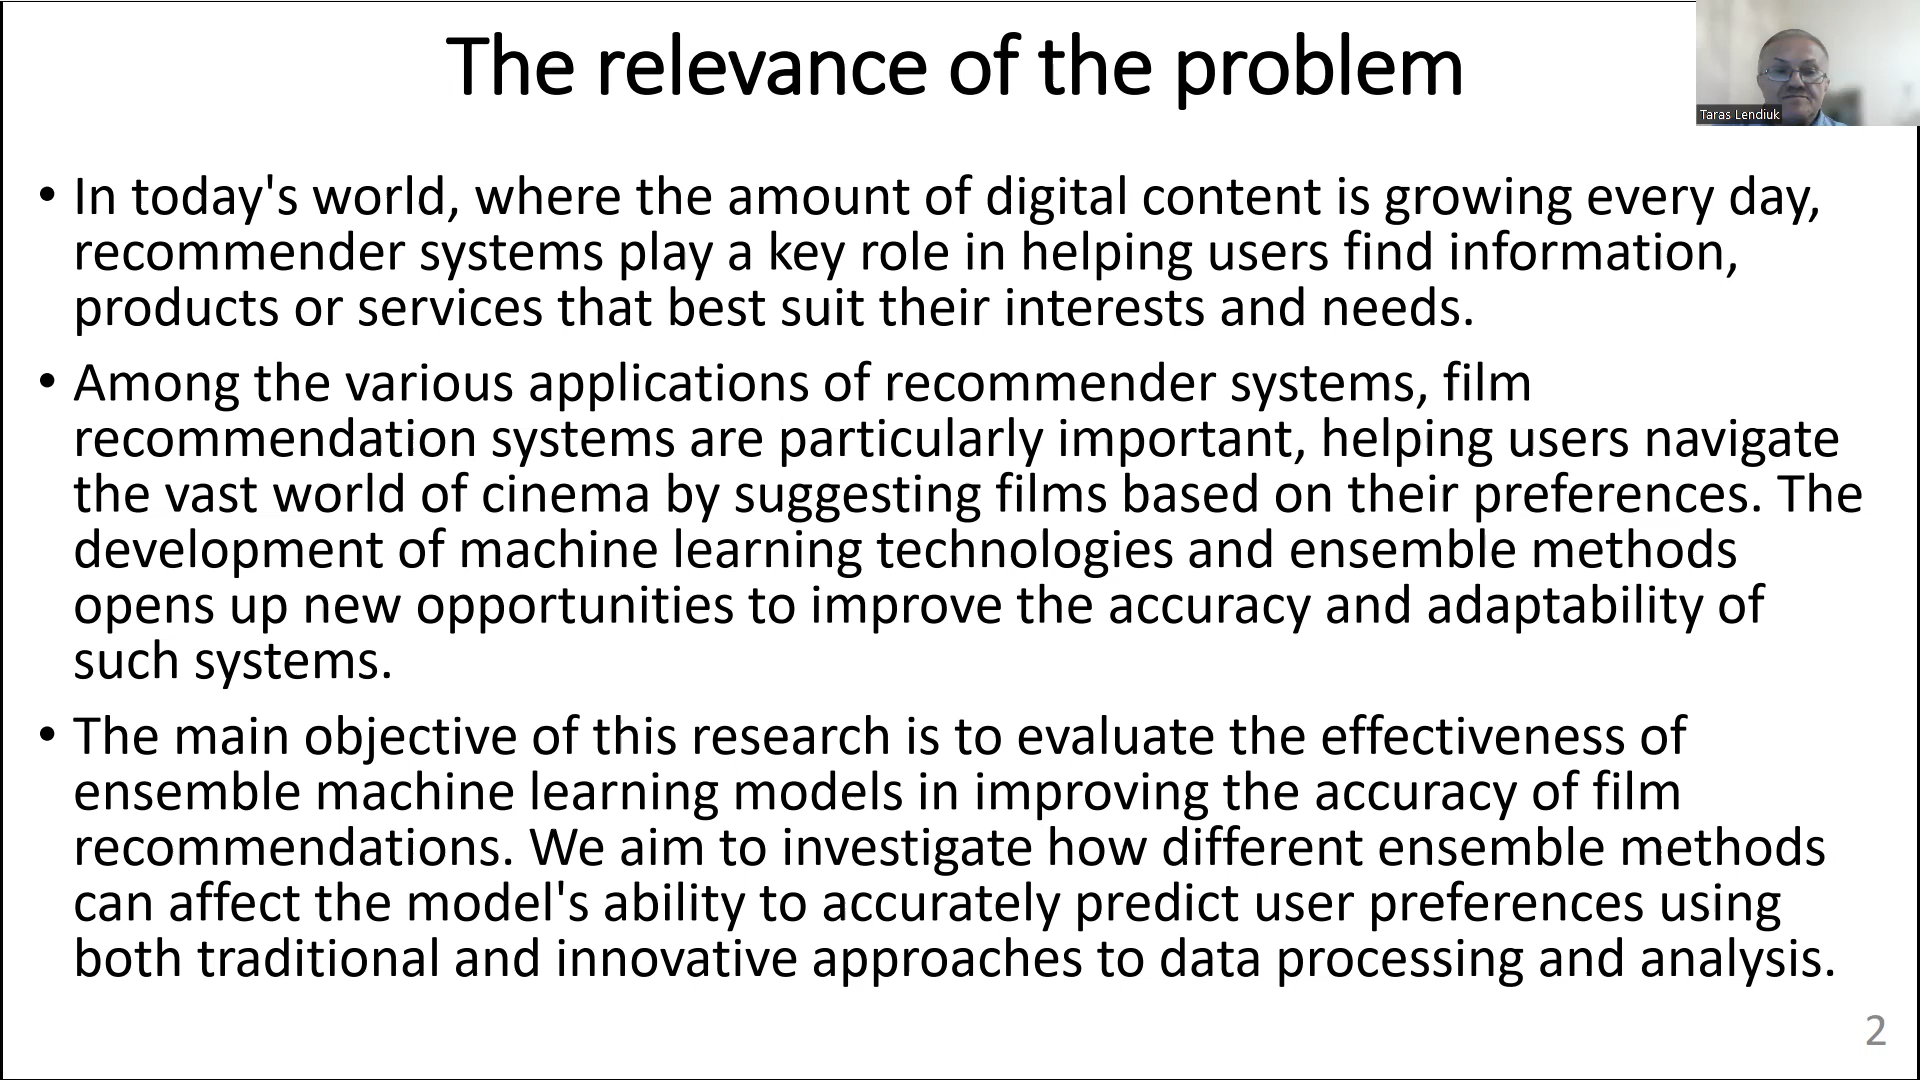 The relevance of the problem
Taras Lendiuk
• In today's world, where the amount of digital content is growing every day,
recommender systems play a key role in helping users find information,
products or services that best suit their interests and needs.
• Among the various applications of recommender systems, film
recommendation systems are particularly important, helping users navigate
the vast world of cinema by suggesting films based on their preferences. The
development of machine learning technologies and ensemble methods
opens up new opportunities to improve the accuracy and adaptability of
such systems.
• The main objective of this research is to evaluate the effectiveness of
ensemble machine learning models in improving the accuracy of film
recommendations. We aim to investigate how different ensemble methods
can affect the model's ability to accurately predict user preferences using
both traditional and innovative approaches to data processing and analysis.
2